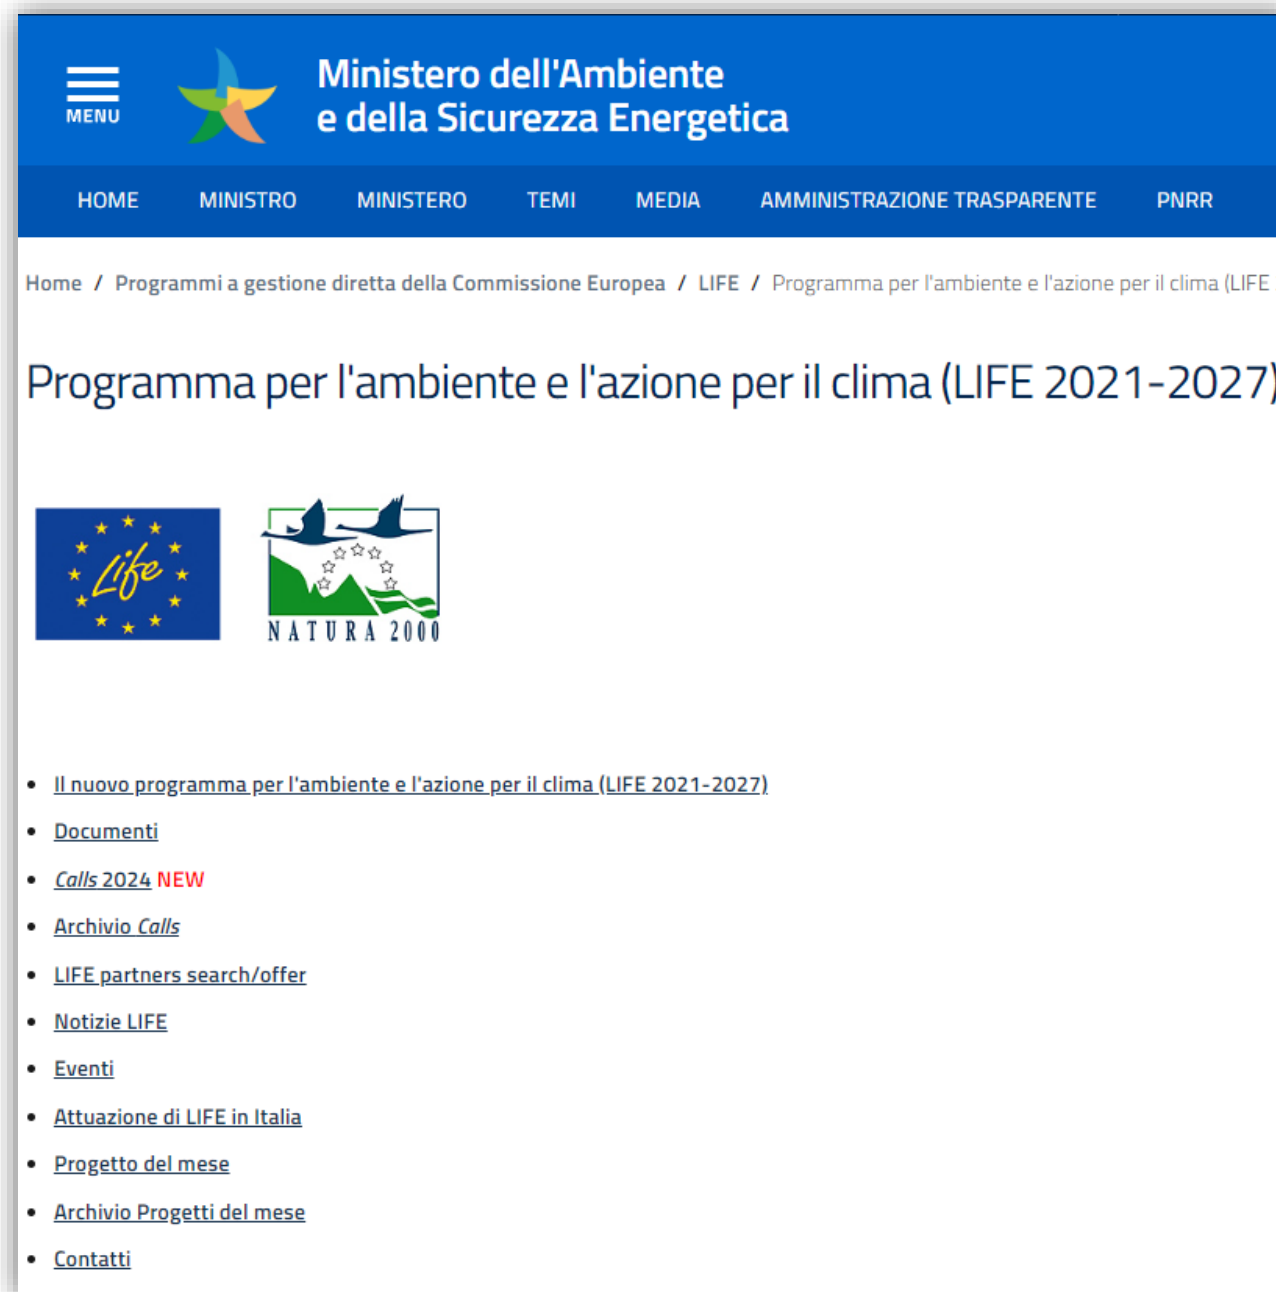 MENU
Ministero dell'Ambiente
e della Sicurezza Energetica
HOME MINISTRO MINISTERO TEMI MEDIA AMMINISTRAZIONE TRASPARENTE PNRR
Home / Programmi a gestione diretta della Commissione Europea / LIFE / Programma per l'ambiente e l'azione per il clima (LIFE
Programma per l'ambiente e l'azione per il clima (LIFE 2021-2027)
Life
NATURA 2000
• Il nuovo programma per l'ambiente e l'azione per il clima (LIFE 2021-2027)
• Documenti
• Calls 2024 NEW
• Archivio Calls
• LIFE partners search/offer
• Notizie LIFE
• Eventi
• Attuazione di LIFE in Italia
• Progetto del mese
• Archivio Progetti del mese
• Contatti